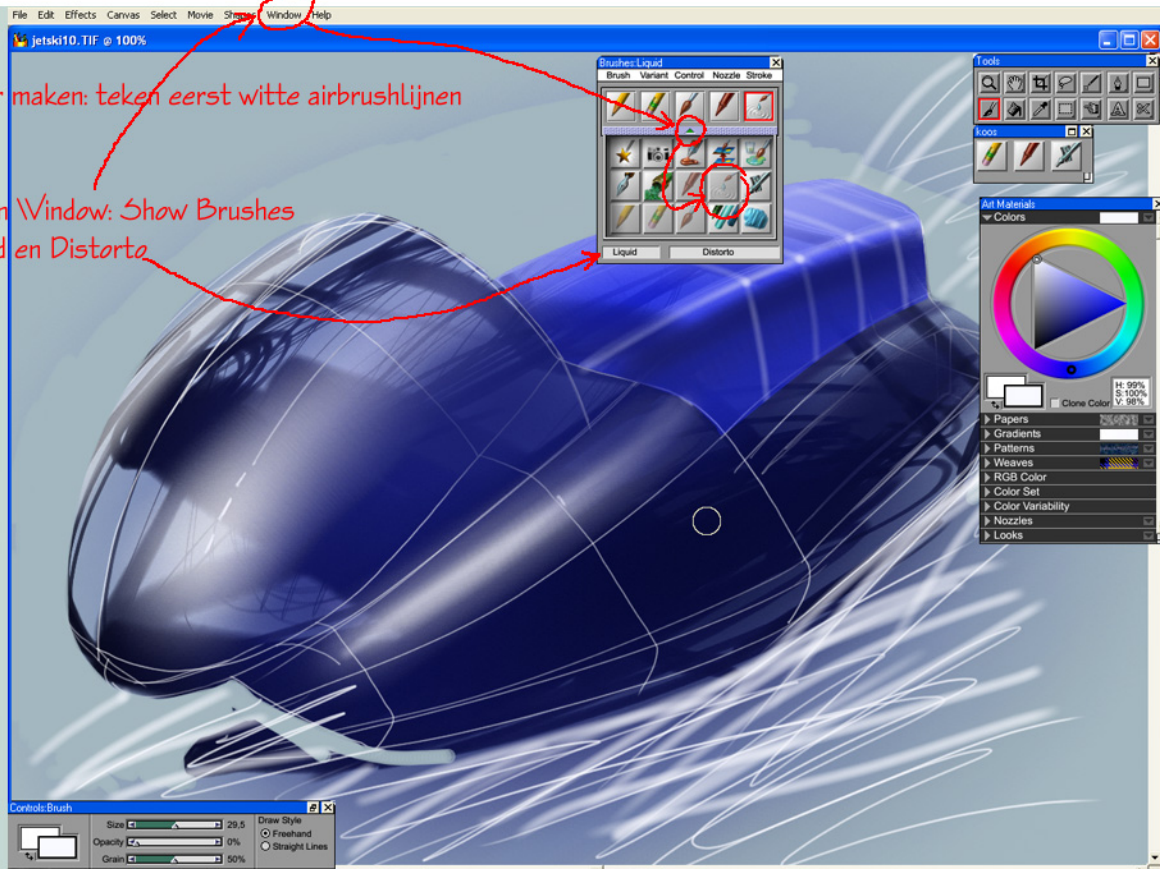 File Edit Effects Canvas Select Movie Shapes Window Help
jetski10.TIF @ 100%
maken: teken eerst witte airbrushlijnen
Window: Show Brushes
en Distorto
Brushes:Liquid
Brush Variant Control Nozzle Stroke
Liquid Distorto
Tools
koos
Art Materials
Colors
H: 99%
S:100%
V: 98%
Clone Color
Papers
Gradients
Patterns
Weaves
RGB Color
Color Set
Color Variability
Nozzles
Looks
Controls:Brush
Size 29,5
Opacity 0%
Grain 50%
Draw Style
Freehand
Straight Lines